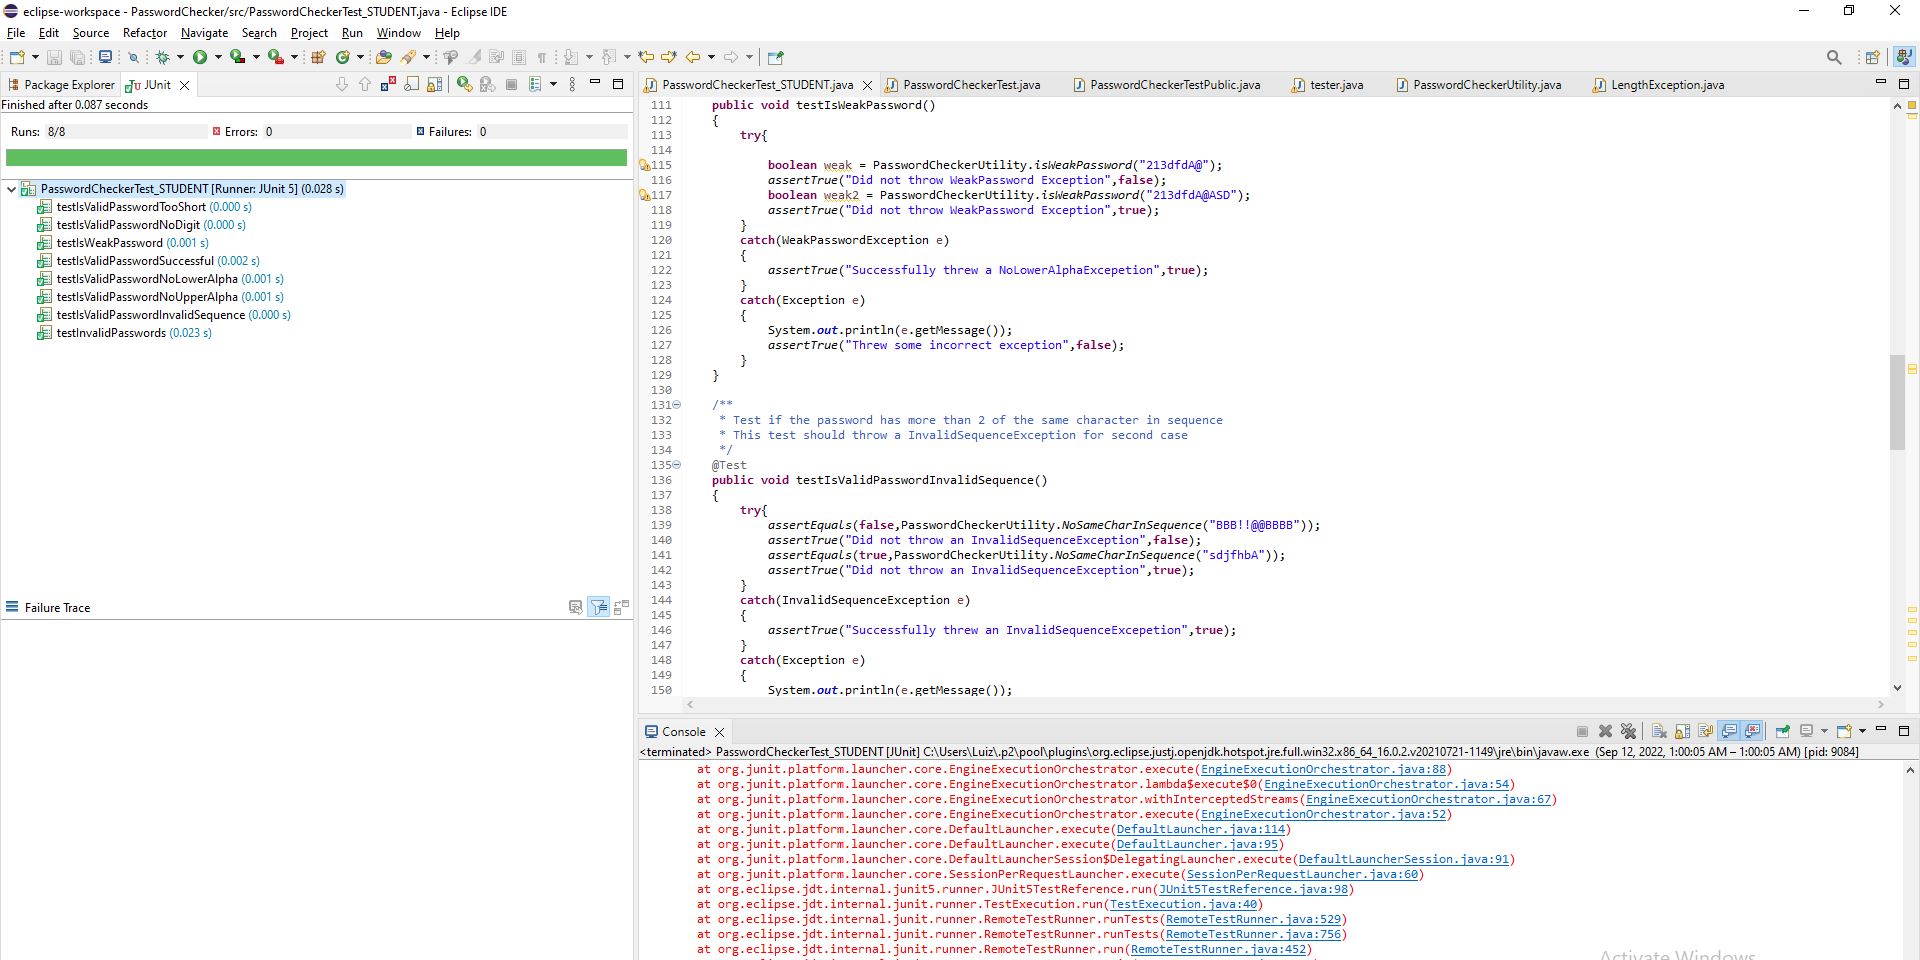 eclipse-workspace - PasswordChecker/src/PasswordCheckerTest_STUDENT.java - Eclipse IDE
File Edit Source Refactor Navigate Search Project Run Window Help
Package Explorer JUnit
Finished after 0.087 seconds
Runs: 8/8 Errors: 0 Failures: 0
PasswordCheckerTest_STUDENT [Runner: JUnit 5] (0.028 s)
testIsValidPasswordTooShort (0.000 s)
testIsValidPasswordNoDigit (0.000 s)
testIsWeakPassword (0.001 s)
testIsValidPasswordSuccessful (0.002 s)
testIsValidPasswordNoLowerAlpha (0.001 s)
testIsValidPasswordNoUpperAlpha (0.001 s)
testIsValidPasswordInvalidSequence (0.000 s)
testInvalidPasswords (0.023 s)
Failure Trace
PasswordCheckerTest_STUDENT.java PasswordCheckerTest.java PasswordCheckerTestPublic.java tester.java PasswordCheckerUtility.java LengthException.java
111 public void testIsWeakPassword()
112 {
113 try{
114
115 boolean weak = PasswordCheckerUtility.isWeakPassword("213dfdA@");
116 assertTrue("Did not throw WeakPassword Exception",false);
117 boolean weak2 = PasswordCheckerUtility.isWeakPassword("213dfdA@ASD");
118 assertTrue("Did not throw WeakPassword Exception",true);
119 }
120 catch(WeakPasswordException e)
121 {
122 assertTrue("Successfully threw a NoLowerAlphaExcepetion",true);
123 }
124 catch(Exception e)
125 {
126 System.out.println(e.getMessage());
127 assertTrue("Threw some incorrect exception",false);
128 }
129 }
130
131 /**
132 * Test if the password has more than 2 of the same character in sequence
133 * This test should throw a InvalidSequenceException for second case
134 */
135 @Test
136 public void testIsValidPasswordInvalidSequence()
137 {
138 try{
139 assertEquals(false,PasswordCheckerUtility.NoSameCharInSequence("BBB!!@@BBBB"));
140 assertTrue("Did not throw an InvalidSequenceException",false);
141 assertEquals(true,PasswordCheckerUtility.NoSameCharInSequence("sdjfhbA"));
142 assertTrue("Did not throw an InvalidSequenceException",true);
143 }
144 catch(InvalidSequenceException e)
145 {
146 assertTrue("Successfully threw an InvalidSequenceExcepetion",true);
147 }
148 catch(Exception e)
149 {
150 System.out.println(e.getMessage());
Console
<terminated> PasswordCheckerTest_STUDENT [JUnit] C:\Users\Luiz\.p2\pool\plugins\org.eclipse.justj.openjdk.hotspot.jre.full.win32.x86_64_16.0.2.v20210721-1149\jre\bin\javaw.exe (Sep 12, 2022, 1:00:05 AM – 1:00:05 AM) [pid: 9084]
at org.junit.platform.launcher.core.EngineExecutionOrchestrator.execute(EngineExecutionOrchestrator.java:88)
at org.junit.platform.launcher.core.EngineExecutionOrchestrator.lambda$execute$0(EngineExecutionOrchestrator.java:54)
at org.junit.platform.launcher.core.EngineExecutionOrchestrator.withInterceptedStreams(EngineExecutionOrchestrator.java:67)
at org.junit.platform.launcher.core.EngineExecutionOrchestrator.execute(EngineExecutionOrchestrator.java:52)
at org.junit.platform.launcher.core.DefaultLauncher.execute(DefaultLauncher.java:114)
at org.junit.platform.launcher.core.DefaultLauncher.execute(DefaultLauncher.java:95)
at org.junit.platform.launcher.core.DefaultLauncherSession$DelegatingLauncher.execute(DefaultLauncherSession.java:91)
at org.junit.platform.launcher.core.SessionPerRequestLauncher.execute(SessionPerRequestLauncher.java:60)
at org.eclipse.jdt.internal.junit5.runner.JUnit5TestReference.run(JUnit5TestReference.java:98)
at org.eclipse.jdt.internal.junit.runner.TestExecution.run(TestExecution.java:40)
at org.eclipse.jdt.internal.junit.runner.RemoteTestRunner.runTests(RemoteTestRunner.java:529)
at org.eclipse.jdt.internal.junit.runner.RemoteTestRunner.runTests(RemoteTestRunner.java:756)
at org.eclipse.jdt.internal.junit.runner.RemoteTestRunner.run(RemoteTestRunner.java:452)
Activate Windows